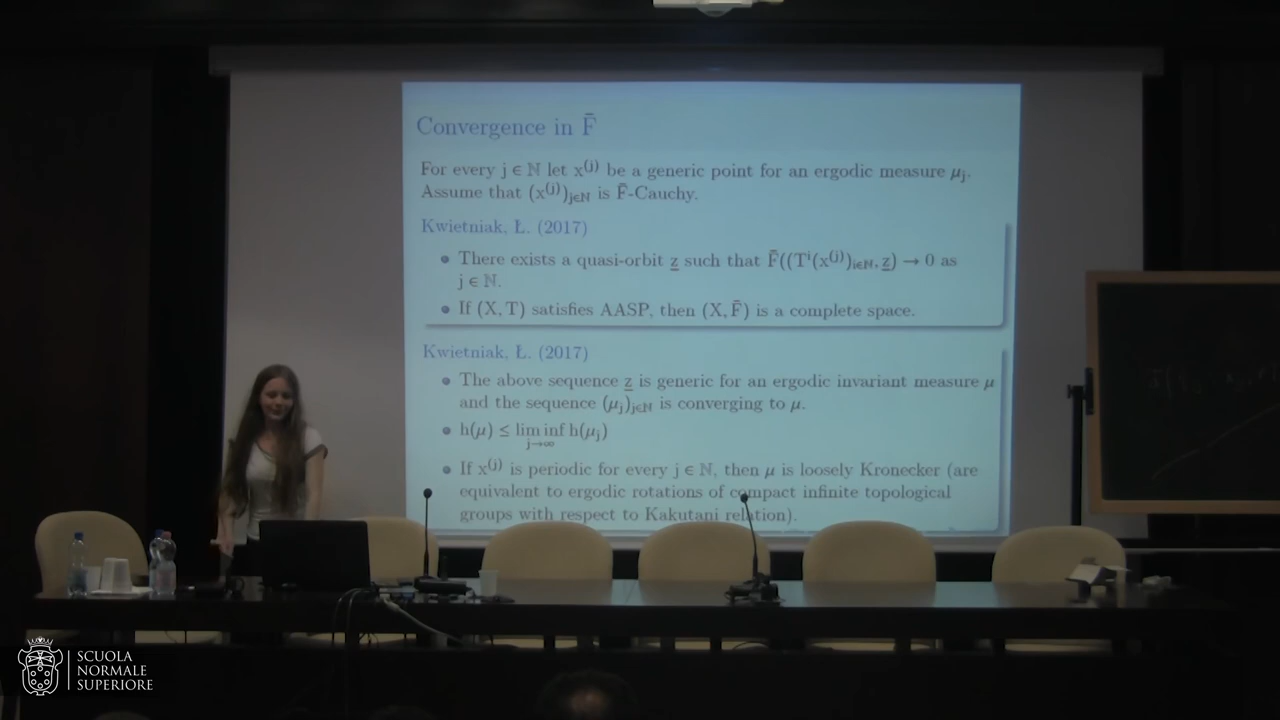 Convergence in F̄
For every j ∈ ℕ let x^(j) be a generic point for an ergodic measure μ_j.
Assume that (x^(j))_{j∈ℕ} is F̄-Cauchy.
Kwietniak, Ł. (2017)
• There exists a quasi-orbit z̲ such that F̄((T^i(x^(j))_{i∈ℕ}, z̲) → 0 as
j ∈ ℕ.
• If (X, T) satisfies AASP, then (X, F̄) is a complete space.
Kwietniak, Ł. (2017)
• The above sequence z̲ is generic for an ergodic invariant measure μ
and the sequence (μ_j)_{j∈ℕ} is converging to μ.
• h(μ) ≤ lim inf_{j→∞} h(μ_j)
• If x^(j) is periodic for every j ∈ ℕ, then μ is loosely Kronecker (are
equivalent to ergodic rotations of compact infinite topological
groups with respect to Kakutani relation).
SCUOLA
NORMALE
SUPERIORE